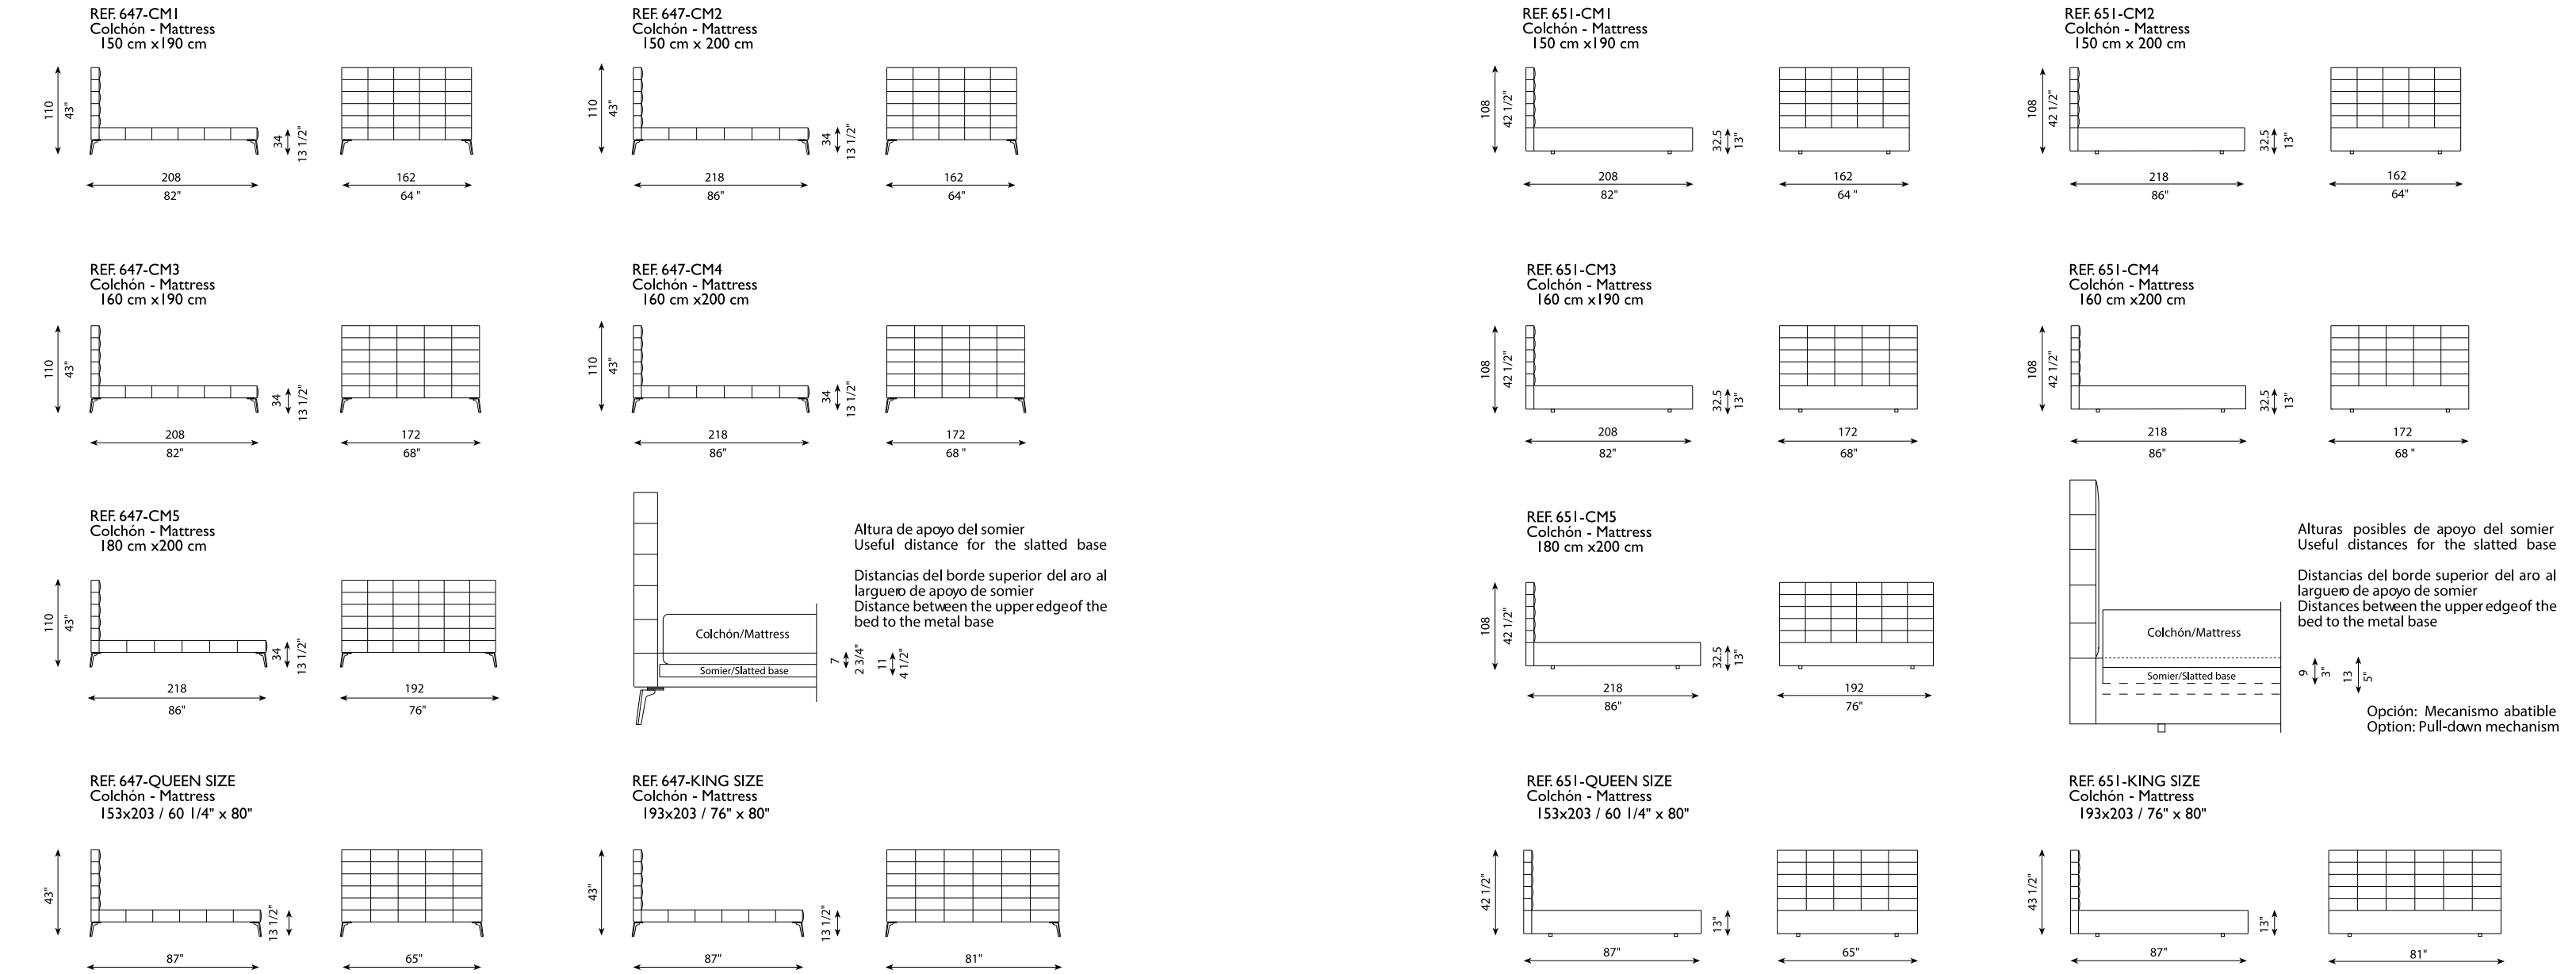 REF. 647-CM1
Colchón - Mattress
150 cm x190 cm
110
43"
34
13 1/2"
208
82"
162
64 "
REF. 647-CM2
Colchón - Mattress
150 cm x 200 cm
110
43"
34
13 1/2"
218
86"
162
64"
REF. 651-CM1
Colchón - Mattress
150 cm x190 cm
108
42 1/2"
32.5
13"
208
82"
162
64 "
REF. 651-CM2
Colchón - Mattress
150 cm x 200 cm
108
42 1/2"
32.5
13"
218
86"
162
64"
REF. 647-CM3
Colchón - Mattress
160 cm x190 cm
110
43"
34
13 1/2"
208
82"
172
68"
REF. 647-CM4
Colchón - Mattress
160 cm x200 cm
110
43"
34
13 1/2"
218
86"
172
68 "
REF. 651-CM3
Colchón - Mattress
160 cm x190 cm
108
42 1/2"
32.5
13"
208
82"
172
68"
REF. 651-CM4
Colchón - Mattress
160 cm x200 cm
108
42 1/2"
32.5
13"
218
86"
172
68 "
REF. 647-CM5
Colchón - Mattress
180 cm x200 cm
110
43"
34
13 1/2"
218
86"
192
76"
Altura de apoyo del somier
Useful distance for the slatted base
Distancias del borde superior del aro al
larguero de apoyo de somier
Distance between the upper edge of the
bed to the metal base
Colchón/Mattress
Somier/Slatted base
7
2 3/4"
11
4 1/2"
REF. 651-CM5
Colchón - Mattress
180 cm x200 cm
108
42 1/2"
32.5
13"
218
86"
192
76"
Alturas posibles de apoyo del somier
Useful distances for the slatted base
Distancias del borde superior del aro al
larguero de apoyo de somier
Distances between the upper edge of the
bed to the metal base
Colchón/Mattress
Somier/Slatted base
9
3"
13
5"
Opción: Mecanismo abatible
Option: Pull-down mechanism
REF. 647-QUEEN SIZE
Colchón - Mattress
153x203 / 60 1/4" x 80"
43"
13 1/2"
87"
65"
REF. 647-KING SIZE
Colchón - Mattress
193x203 / 76" x 80"
43"
13 1/2"
87"
81"
REF. 651-QUEEN SIZE
Colchón - Mattress
153x203 / 60 1/4" x 80"
42 1/2"
13"
87"
65"
REF. 651-KING SIZE
Colchón - Mattress
193x203 / 76" x 80"
43 1/2"
13"
87"
81"